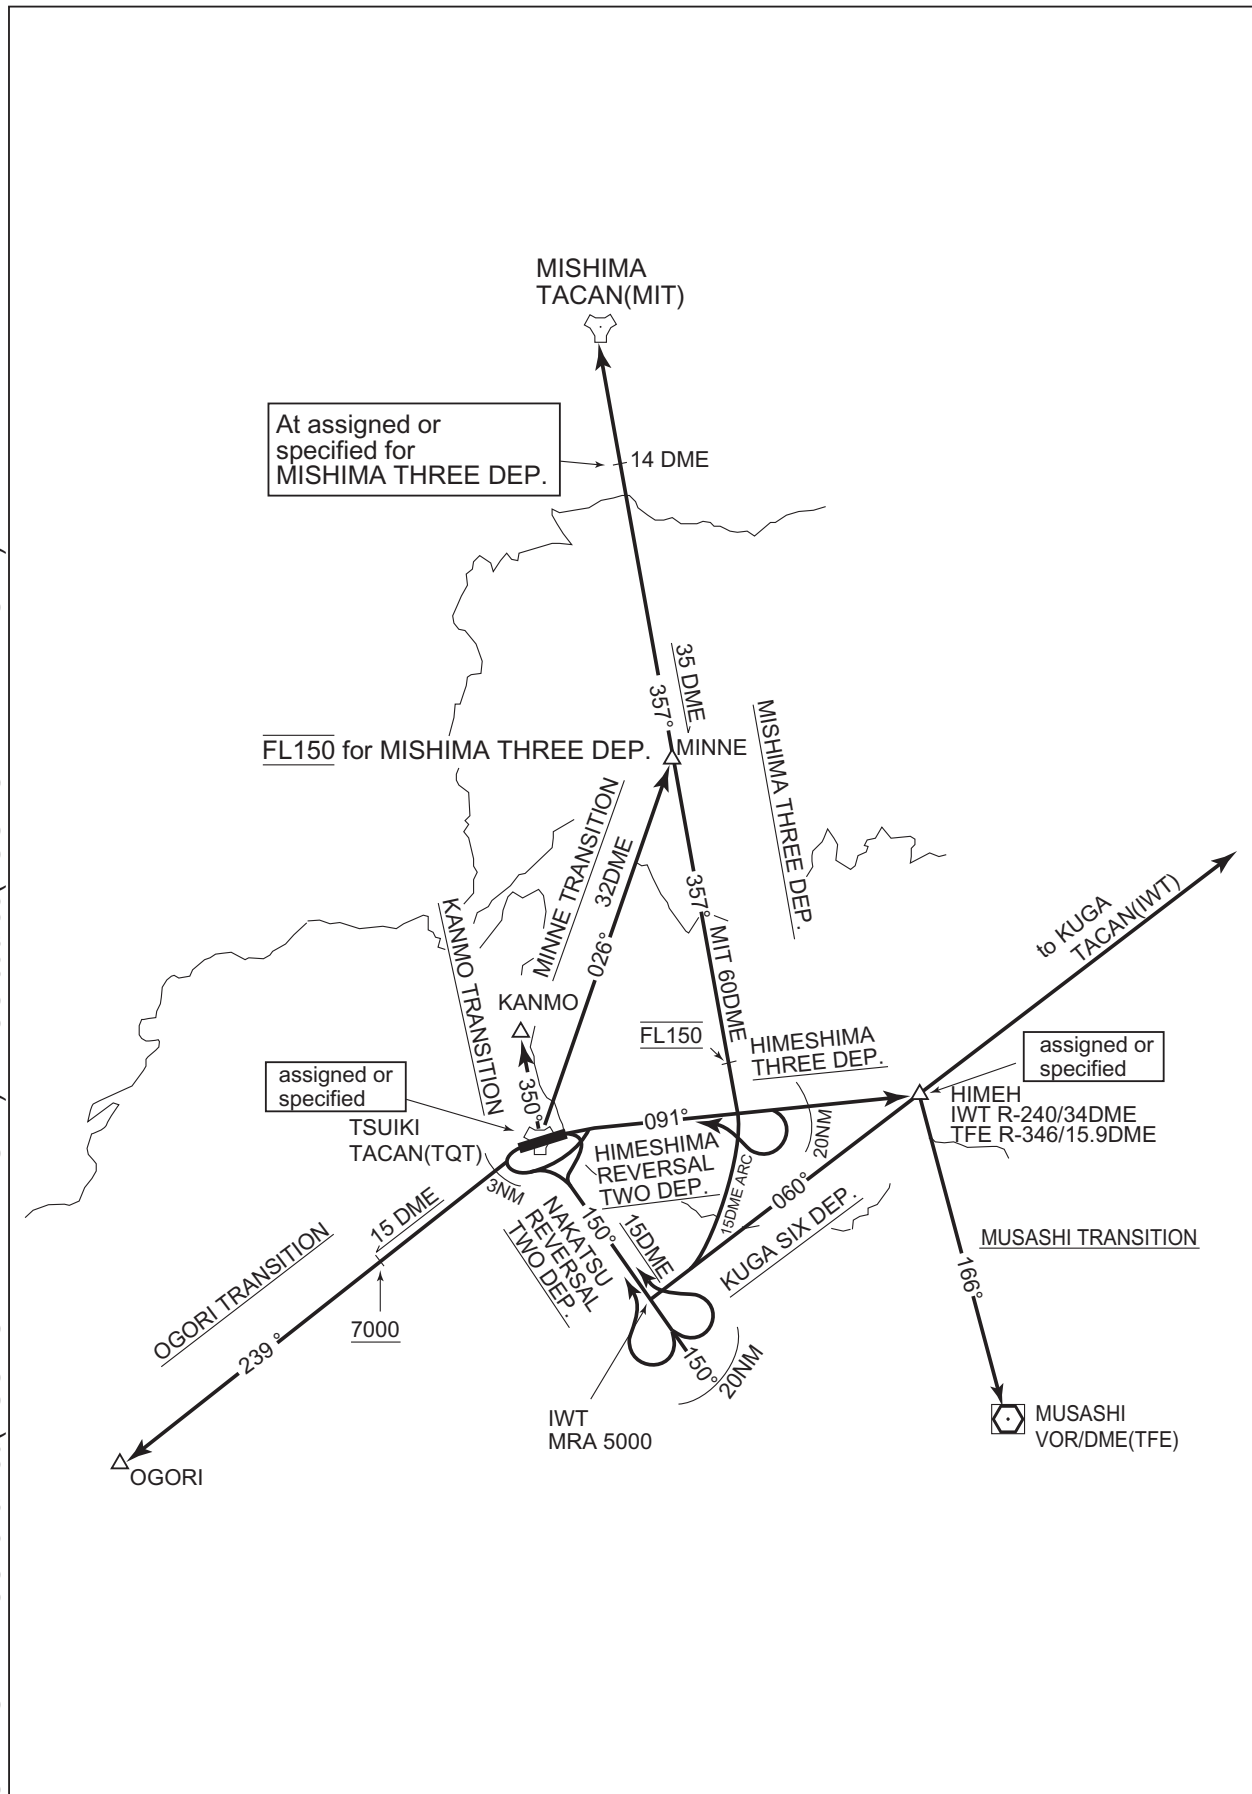 MISHIMA
TACAN(MIT)
At assigned or
specified for
MISHIMA THREE DEP.
14 DME
35 DME
357°
MINNE
FL150 for MISHIMA THREE DEP.
MISHIMA THREE DEP.
MINNE TRANSITION
32DME
026°
357°
MIT 60DME
KANMO TRANSITION
KANMO
350°
to KUGA
TACAN(IWT)
FL150
HIMESHIMA
THREE DEP.
assigned or
specified
assigned or
specified
HIMEH
IWT R-240/34DME
TFE R-346/15.9DME
TSUIKI
TACAN(TQT)
091°
20NM
HIMESHIMA
REVERSAL
TWO DEP.
3NM
15DME ARC
060°
KUGA SIX DEP.
NAKATSU
REVERSAL
TWO DEP.
150°
15DME
150°
20NM
15 DME
OGORI TRANSITION
239°
7000
OGORI
IWT
MRA 5000
MUSASHI TRANSITION
166°
MUSASHI
VOR/DME(TFE)